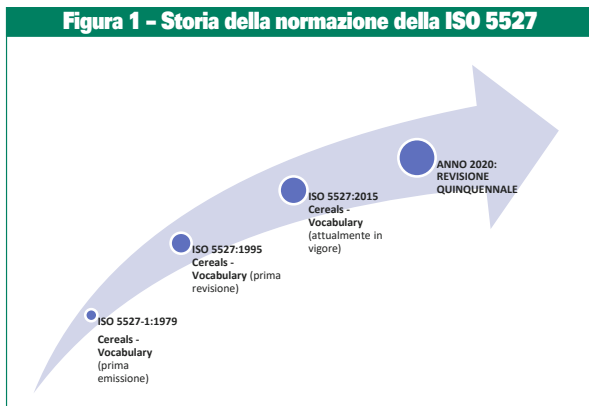 Figura 1 – Storia della normazione della ISO 5527
ANNO 2020:
REVISIONE
QUINQUENNALE
ISO 5527:2015
Cereals -
Vocabulary
(attualmente in
vigore)
ISO 5527:1995
Cereals -
Vocabulary (prima
revisione)
ISO 5527-1:1979
Cereals -
Vocabulary
(prima
emissione)